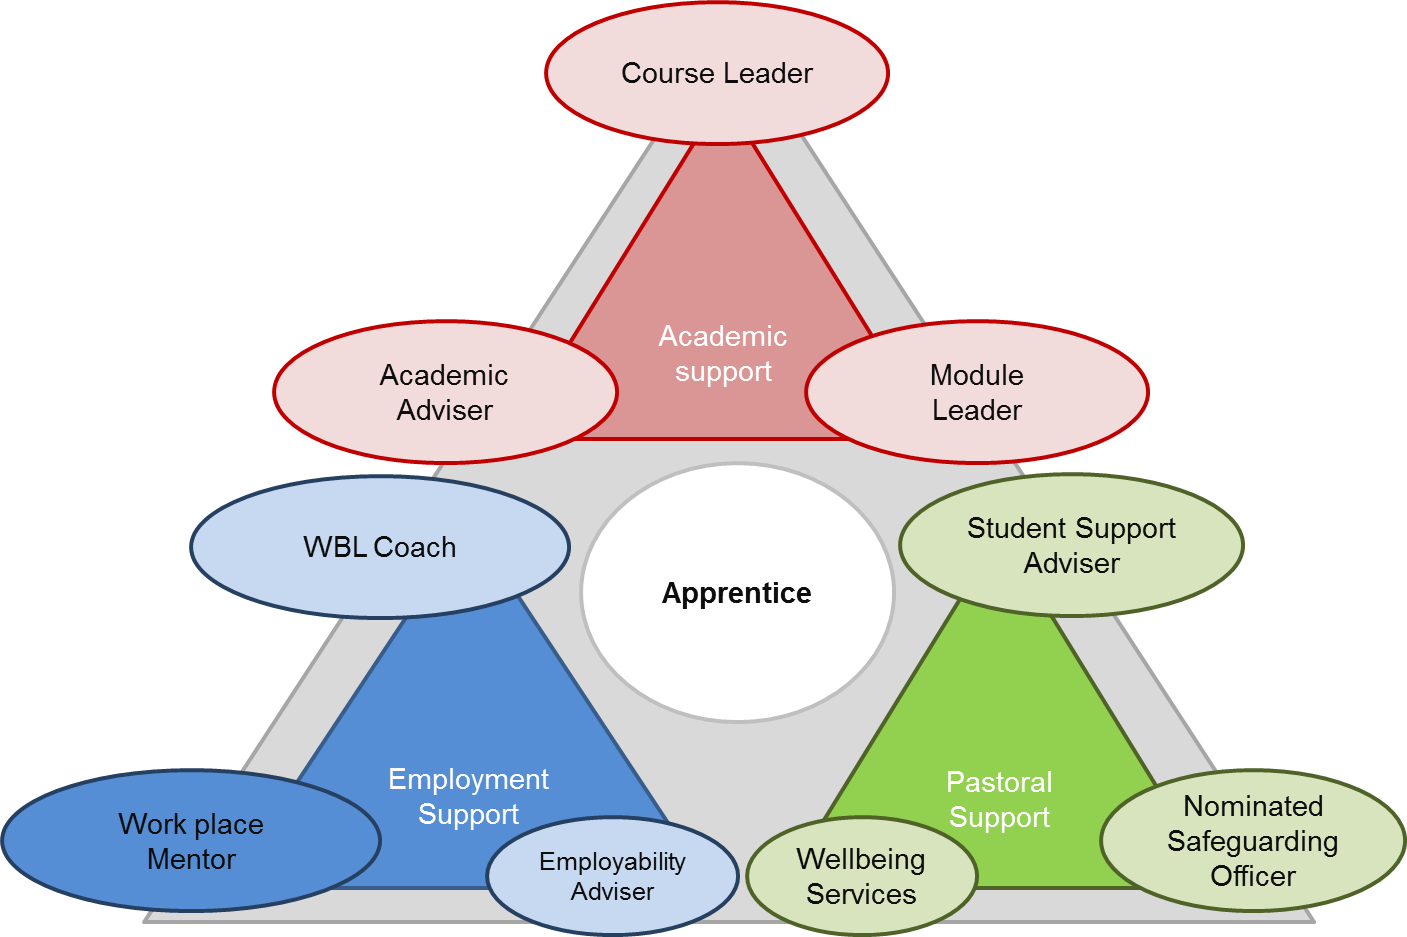 Course Leader
Academic
support
Academic
Adviser
Module
Leader
WBL Coach
Student Support
Adviser
Apprentice
Employment
Support
Pastoral
Support
Work place
Mentor
Employability
Adviser
Wellbeing
Services
Nominated
Safeguarding
Officer